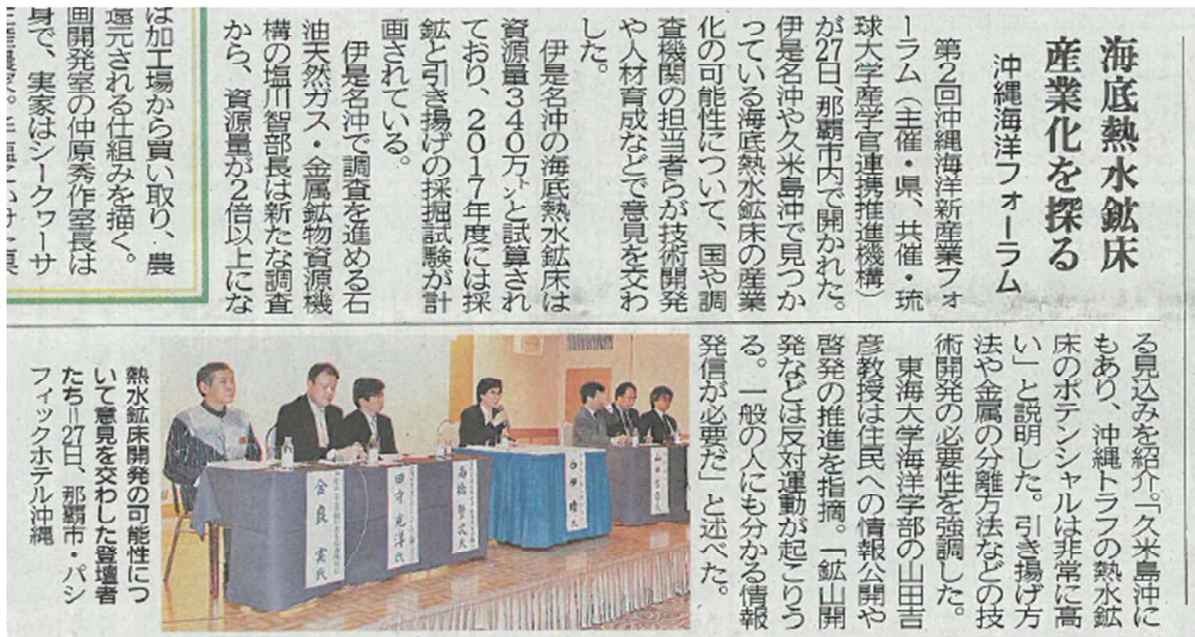 海底熱水鉱床
産業化を探る
沖縄海洋フォーラム
第2回沖縄海洋新産業フォ
ーラム(主催・県、共催・琉
球大学産学官連携推進機構)
が27日、那覇市内で開かれた。
伊是名沖や久米島沖で見つか
っている海底熱水鉱床の産業
化の可能性について、国や調
査機関の担当者らが技術開発
や人材育成などで意見を交わ
した。
伊是名沖の海底熱水鉱床は
資源量340万㌧と試算され
ており、2017年度には採
鉱と引き揚げの採掘試験が計
画されている。
伊是名沖で調査を進める石
油天然ガス・金属鉱物資源機
構の塩川智部長は新たな調査
から、資源量が2倍以上にな
る見込みを紹介。「久米島沖に
もあり、沖縄トラフの熱水鉱
床のポテンシャルは非常に高
い」と説明した。引き揚げ方
法や金属の分離方法などの技
術開発の必要性を強調した。
東海大学海洋学部の山田吉
彦教授は住民への情報公開や
啓発の推進を指摘。「鉱山開
発などは反対運動が起こりう
る。一般の人にも分かる情報
発信が必要だ」と述べた。
熱水鉱床開発の可能性につ
いて意見を交わした登壇者
たち=27日、那覇市・パシ
フィックホテル沖縄
は加工場から買い取り、農
還元される仕組みを描く。
画開発室の仲原秀作室長は
身で、実家はシークヮーサ